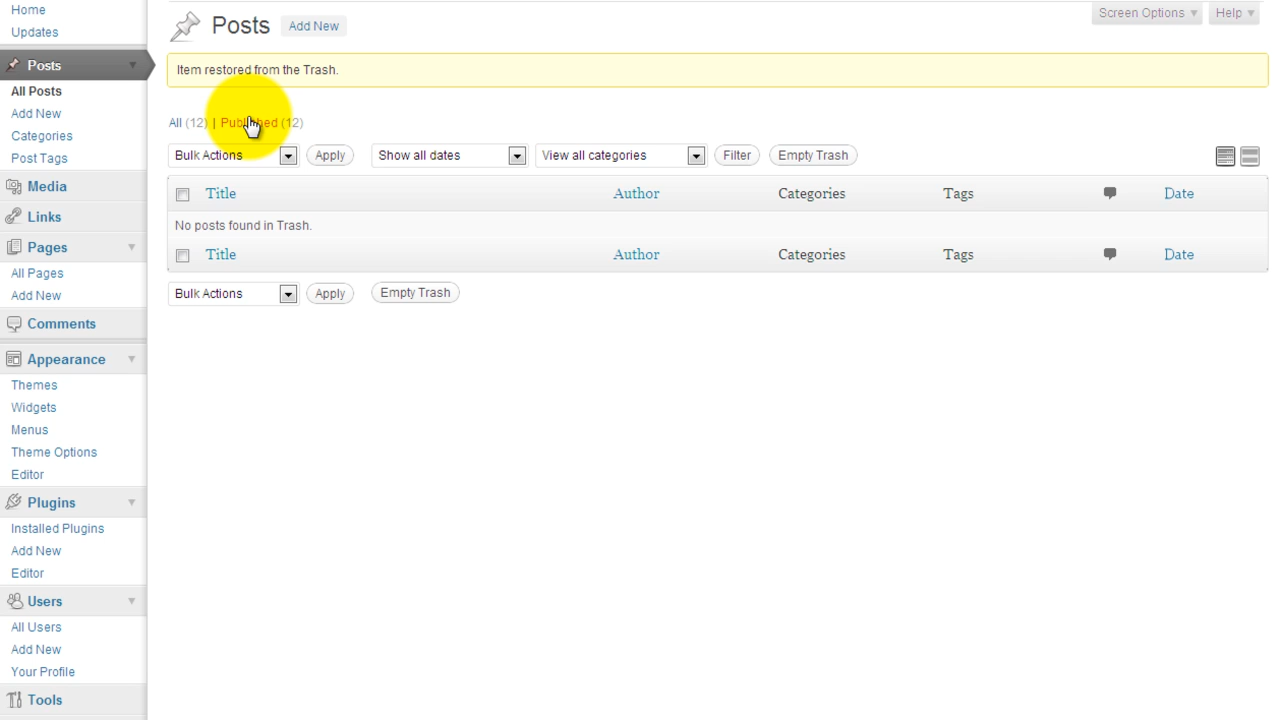 Home
Updates
Posts
All Posts
Add New
Categories
Post Tags
Media
Links
Pages
All Pages
Add New
Comments
Appearance
Themes
Widgets
Menus
Theme Options
Editor
Plugins
Installed Plugins
Add New
Editor
Users
All Users
Add New
Your Profile
Tools
Screen Options Help
Posts Add New
Item restored from the Trash.
All (12) | Published (12)
Bulk Actions Apply Show all dates View all categories Filter Empty Trash
Title Author Categories Tags Date
No posts found in Trash.
Title Author Categories Tags Date
Bulk Actions Apply Empty Trash